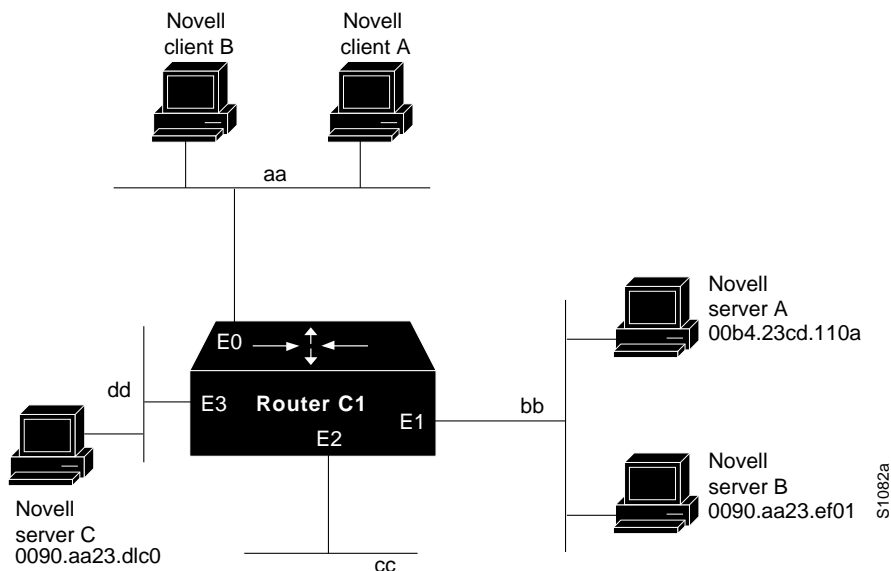 Novell
client B
Novell
client A
aa
Novell
server A
00b4.23cd.110a
E0
dd
E3
Router C1
E1
bb
E2
Novell
server B
0090.aa23.ef01
Novell
server C
0090.aa23.dlc0
cc
S1082a